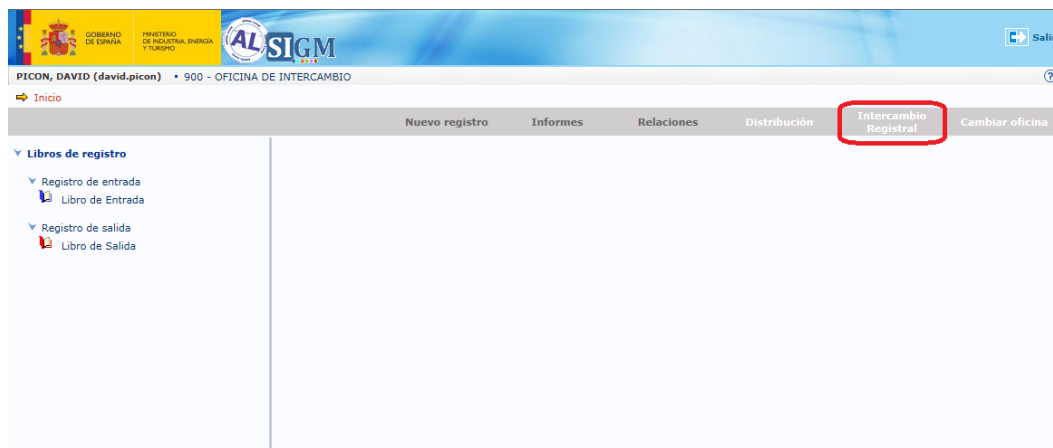 GOBIERNO
DE ESPAÑA
MINISTERIO
DE INDUSTRIA, ENERGÍA
Y TURISMO
AL SIGM
PICON, DAVID (david.picon) • 900 - OFICINA DE INTERCAMBIO
Inicio
Nuevo registro Informes Relaciones Distribución Intercambio Registral Cambiar oficina
Libros de registro
Registro de entrada
Libro de Entrada
Registro de salida
Libro de Salida